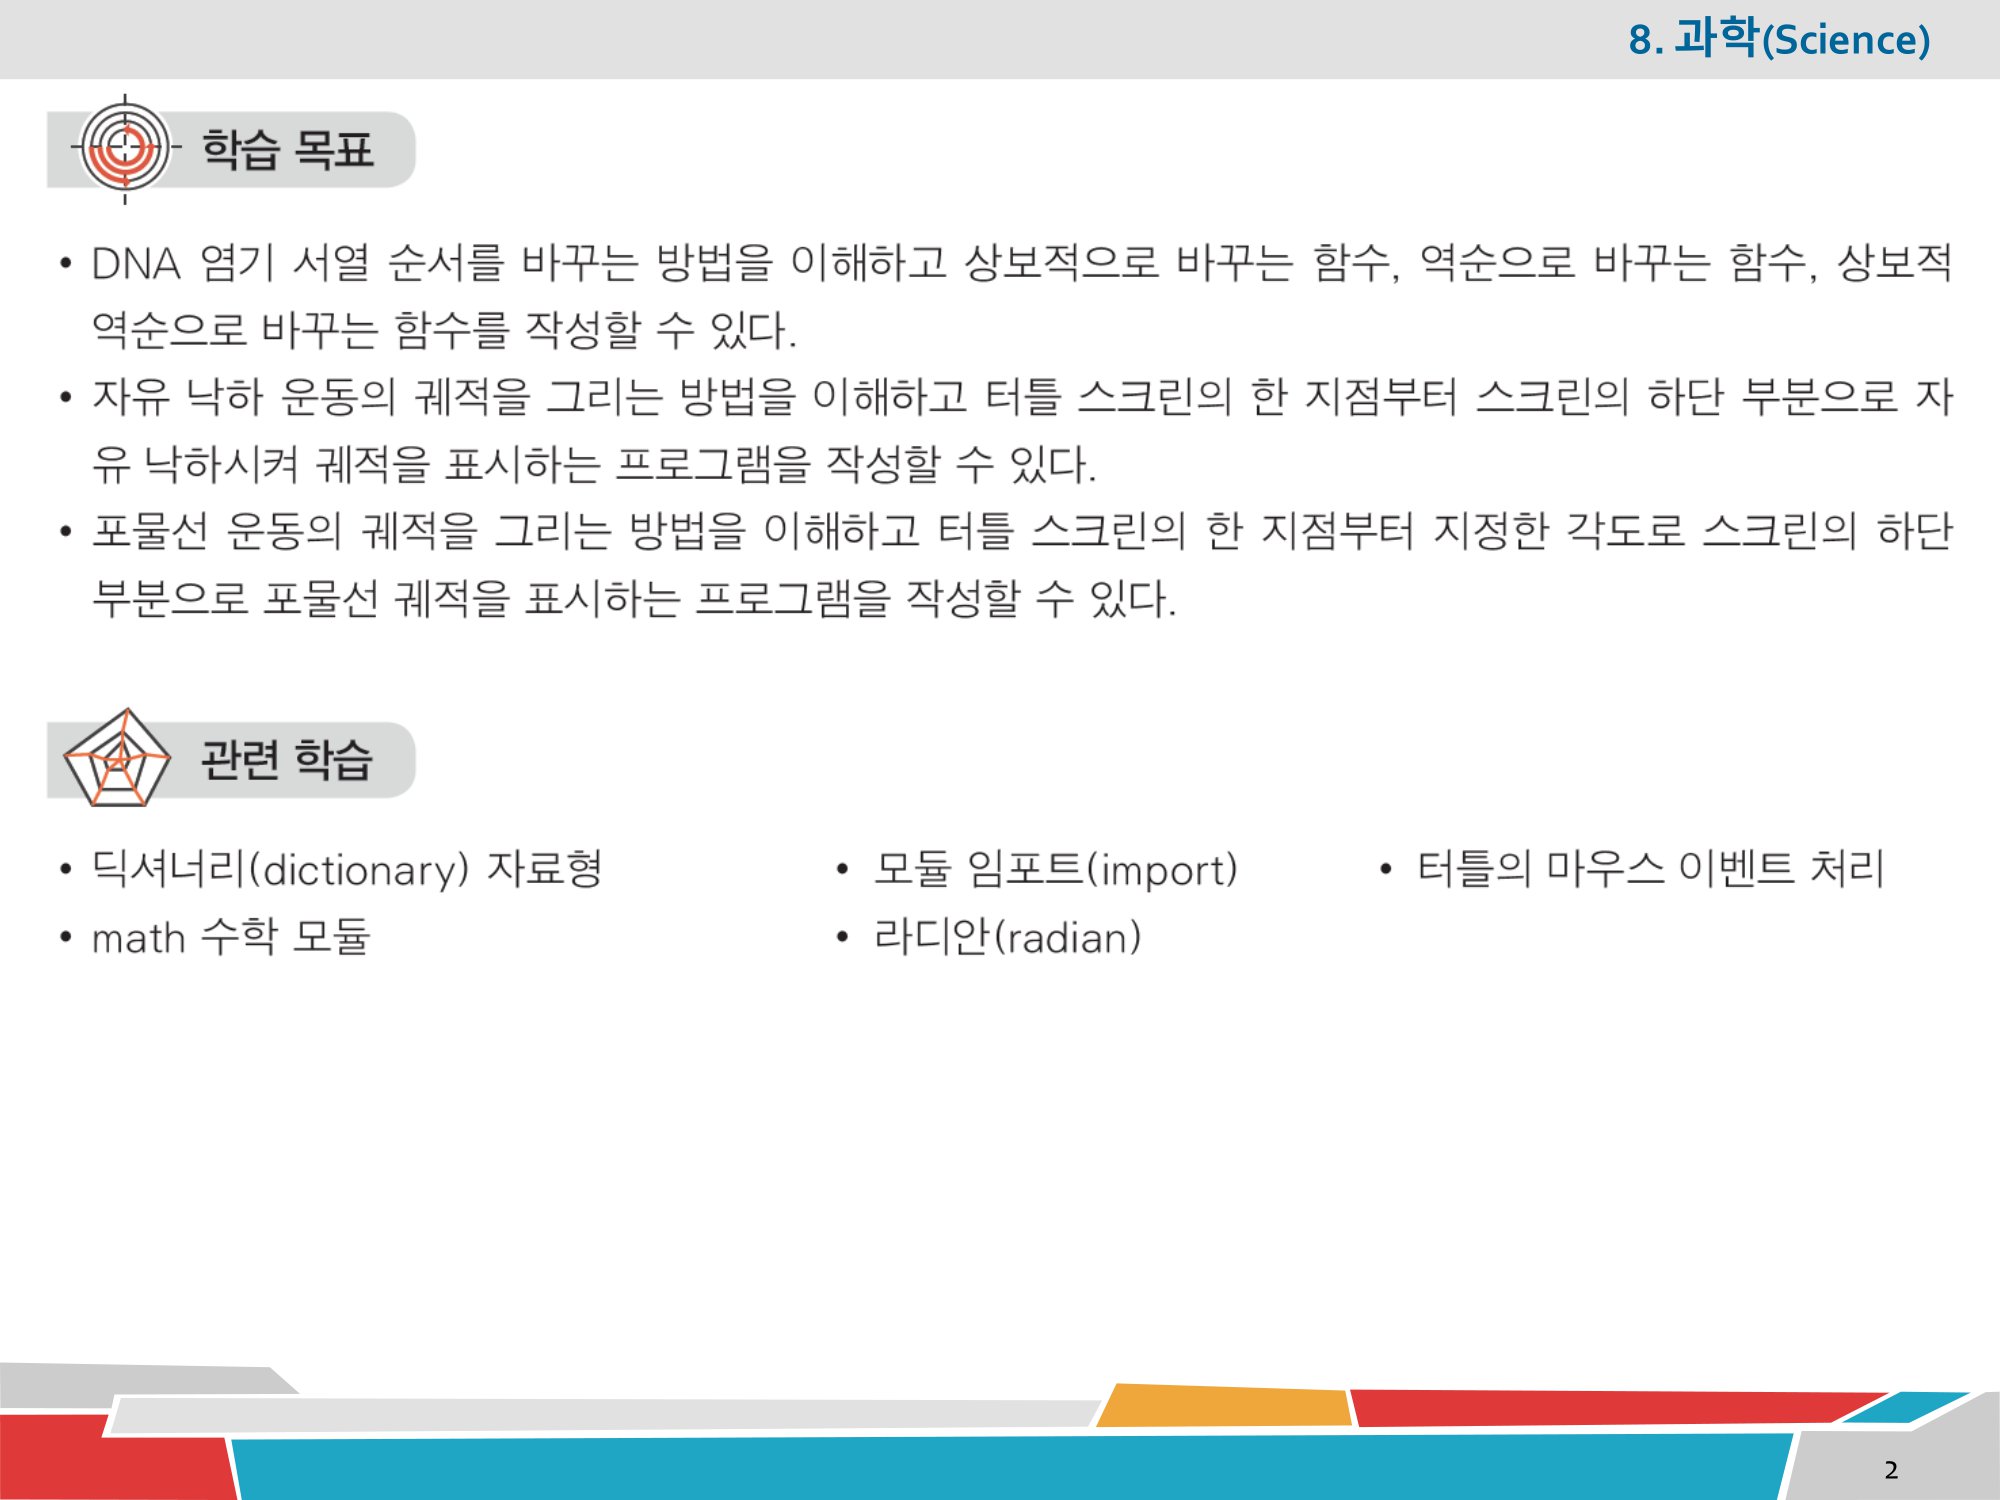 8. 과학(Science)
학습 목표
• DNA 염기 서열 순서를 바꾸는 방법을 이해하고 상보적으로 바꾸는 함수, 역순으로 바꾸는 함수, 상보적
역순으로 바꾸는 함수를 작성할 수 있다.
• 자유 낙하 운동의 궤적을 그리는 방법을 이해하고 터틀 스크린의 한 지점부터 스크린의 하단 부분으로 자
유 낙하시켜 궤적을 표시하는 프로그램을 작성할 수 있다.
• 포물선 운동의 궤적을 그리는 방법을 이해하고 터틀 스크린의 한 지점부터 지정한 각도로 스크린의 하단
부분으로 포물선 궤적을 표시하는 프로그램을 작성할 수 있다.
관련 학습
• 딕셔너리(dictionary) 자료형 • 모듈 임포트(import) • 터틀의 마우스 이벤트 처리
• math 수학 모듈 • 라디안(radian)
2